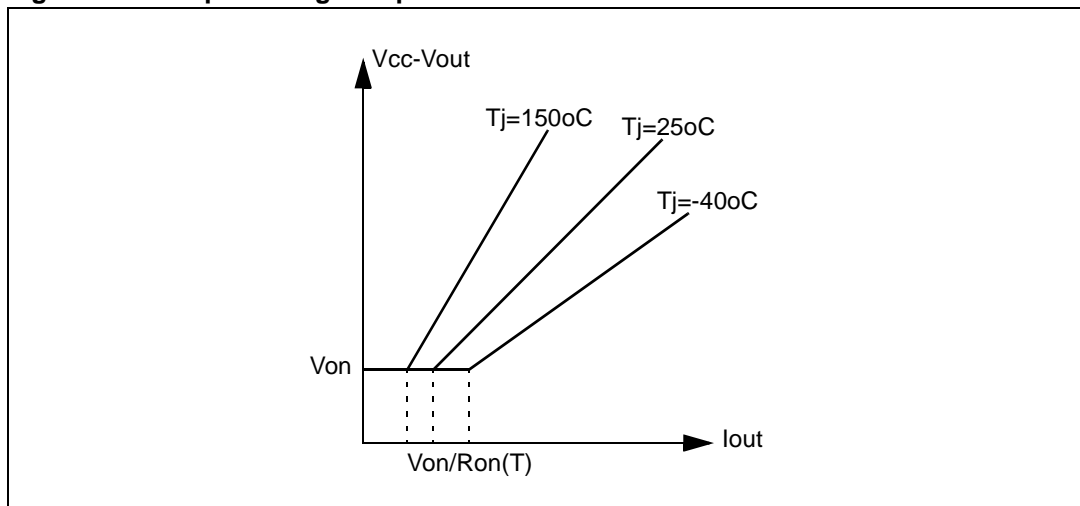 Vcc-Vout
Tj=150oC
Tj=25oC
Tj=-40oC
Von
Iout
Von/Ron(T)